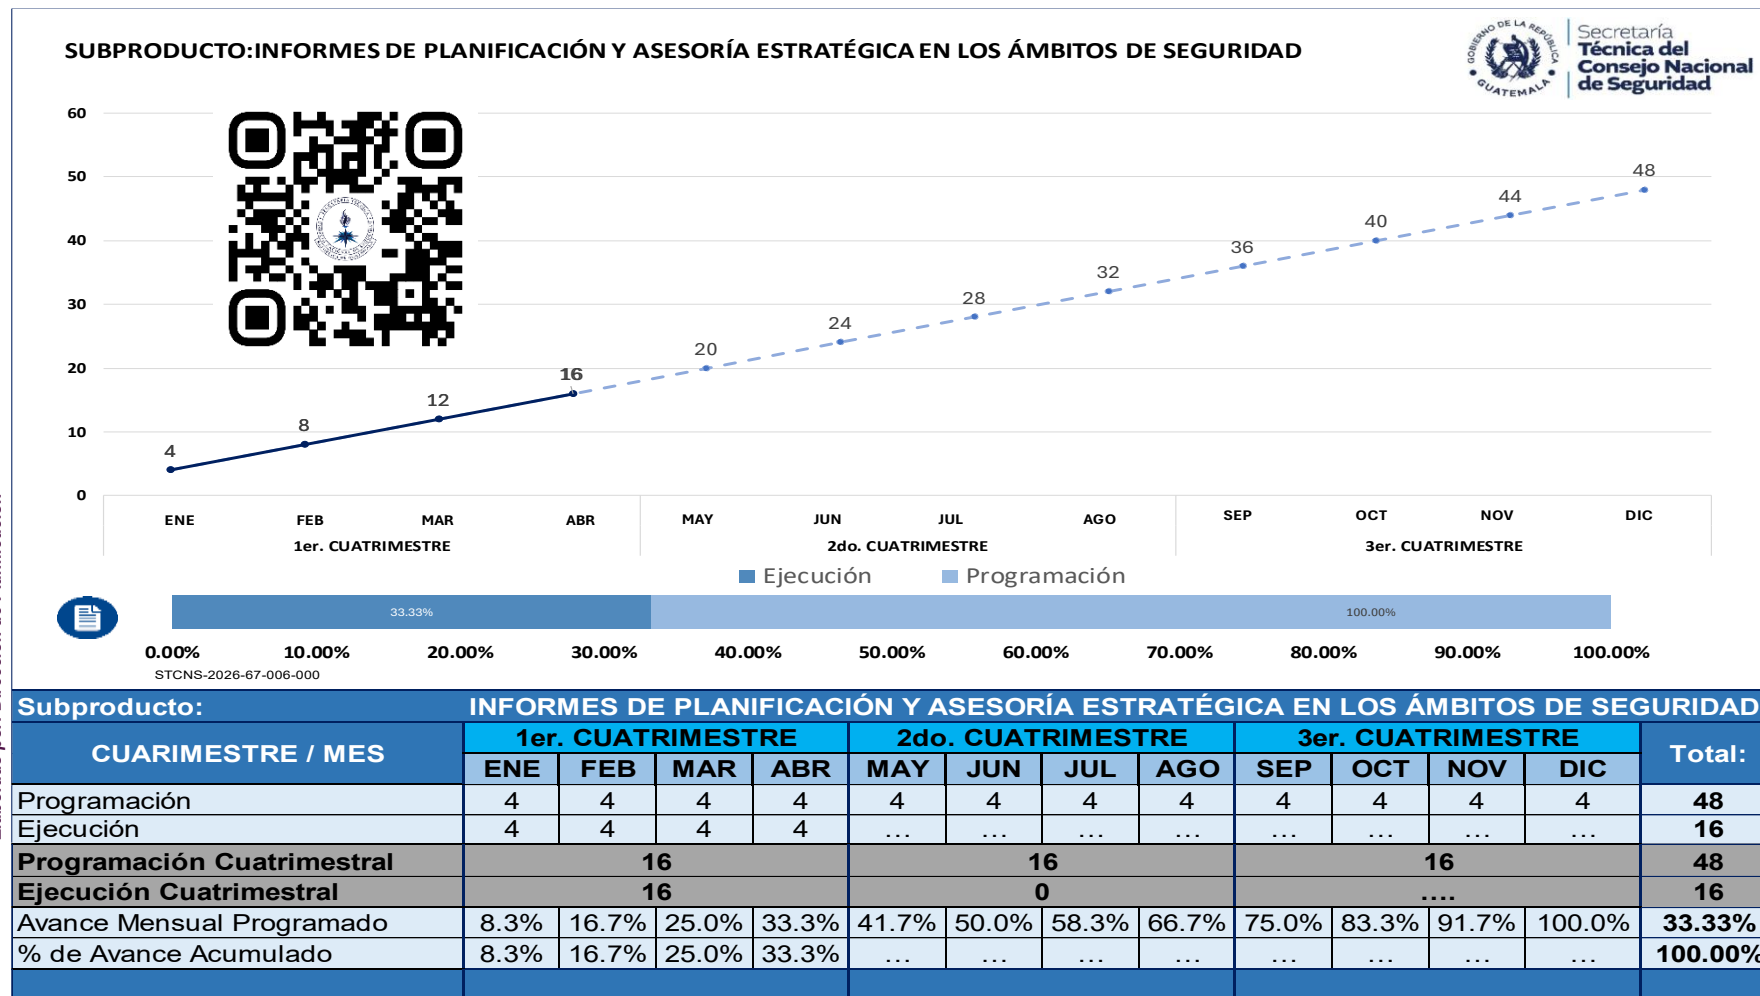 SUBPRODUCTO:INFORMES DE PLANIFICACIÓN Y ASESORÍA ESTRATÉGICA EN LOS ÁMBITOS DE SEGURIDAD
GOBIERNO DE LA REPÚBLICA
GUATEMALA
Secretaría
Técnica del
Consejo Nacional
de Seguridad
60
50
40
30
20
10
0
4
8
12
16
20
24
28
32
36
40
44
48
ENE FEB MAR ABR MAY JUN JUL AGO SEP OCT NOV DIC
1er. CUATRIMESTRE 2do. CUATRIMESTRE 3er. CUATRIMESTRE
Ejecución Programación
33.33% 100.00%
0.00% 10.00% 20.00% 30.00% 40.00% 50.00% 60.00% 70.00% 80.00% 90.00% 100.00%
STCNS-2026-67-006-000
Subproducto: INFORMES DE PLANIFICACIÓN Y ASESORÍA ESTRATÉGICA EN LOS ÁMBITOS DE SEGURIDAD
CUARIMESTRE / MES 1er. CUATRIMESTRE 2do. CUATRIMESTRE 3er. CUATRIMESTRE Total:
ENE FEB MAR ABR MAY JUN JUL AGO SEP OCT NOV DIC
Programación 4 4 4 4 4 4 4 4 4 4 4 4 48
Ejecución 4 4 4 4 ... ... ... ... ... ... ... ... 16
Programación Cuatrimestral 16 16 16 48
Ejecución Cuatrimestral 16 0 .... 16
Avance Mensual Programado 8.3% 16.7% 25.0% 33.3% 41.7% 50.0% 58.3% 66.7% 75.0% 83.3% 91.7% 100.0% 33.33%
% de Avance Acumulado 8.3% 16.7% 25.0% 33.3% ... ... ... ... ... ... ... ... 100.00%